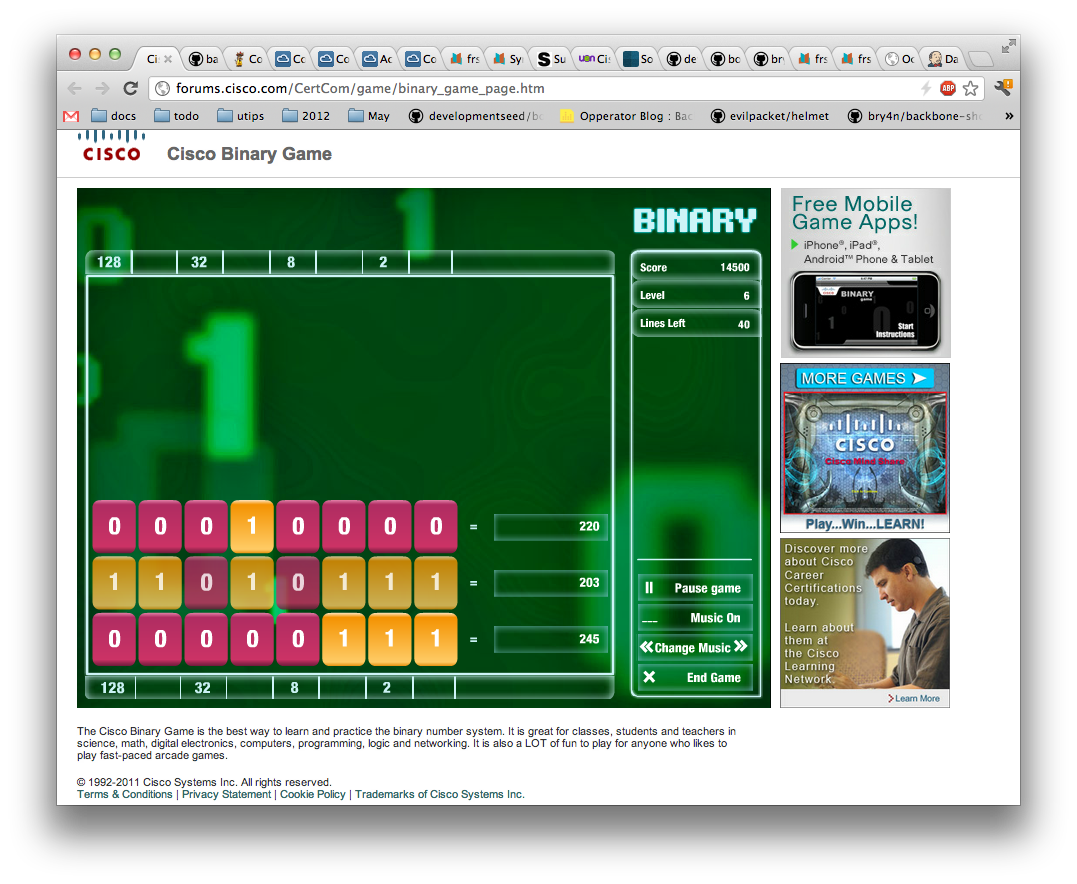 Ci ba Co Co Co Ac Co frs Sy Su Cis So de bo br frs frs Oc Da
forums.cisco.com/CertCom/game/binary_game_page.htm
ABP
docs todo utips 2012 May developmentseed/bo Opperator Blog : Bac evilpacket/helmet bry4n/backbone-sh »
CISCO Cisco Binary Game
BINARY
128 32 8 2
Score 14500
Level 6
Lines Left 40
1
0 0 0 1 0 0 0 0 = 220
1 1 0 1 0 1 1 1 = 203
0 0 0 0 0 1 1 1 = 245
128 32 8 2
Pause game
Music On
Change Music
End Game
Free Mobile
Game Apps!
iPhone®, iPad®,
Android™ Phone & Tablet
BINARY
game
Start
Instructions
MORE GAMES
CISCO
Cisco Mind Share
Play...Win...LEARN!
Discover more
about Cisco
Career
Certifications
today.
Learn about
them at
the Cisco
Learning
Network.
Learn More
The Cisco Binary Game is the best way to learn and practice the binary number system. It is great for classes, students and teachers in
science, math, digital electronics, computers, programming, logic and networking. It is also a LOT of fun to play for anyone who likes to
play fast-paced arcade games.
© 1992-2011 Cisco Systems Inc. All rights reserved.
Terms & Conditions | Privacy Statement | Cookie Policy | Trademarks of Cisco Systems Inc.